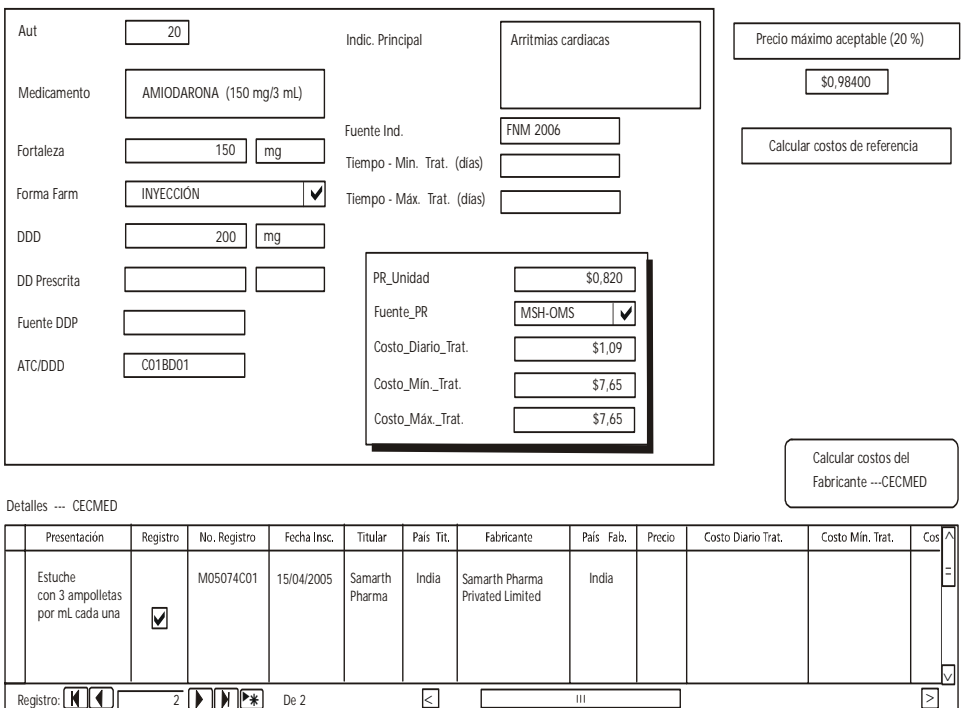 Aut 20
Medicamento AMIODARONA (150 mg/3 mL)
Fortaleza 150 mg
Forma Farm INYECCIÓN
DDD 200 mg
DD Prescrita
Fuente DDP
ATC/DDD C01BD01
Indic. Principal Arritmias cardiacas
Fuente Ind. FNM 2006
Tiempo - Min. Trat. (días)
Tiempo - Máx. Trat. (días)
PR_Unidad $0,820
Fuente_PR MSH-OMS
Costo_Diario_Trat. $1,09
Costo_Mín._Trat. $7,65
Costo_Máx._Trat. $7,65
Precio máximo aceptable (20 %)
$0,98400
Calcular costos de referencia
Calcular costos del
Fabricante ---CECMED
Detalles --- CECMED
Presentación Registro No. Registro Fecha Insc. Titular País Tit. Fabricante País Fab. Precio Costo Diario Trat. Costo Mín. Trat. Cos
Estuche M05074C01 15/04/2005 Samarth India Samarth Pharma India
con 3 ampolletas Pharma Privated Limited
por mL cada una
Registro: 2 De 2